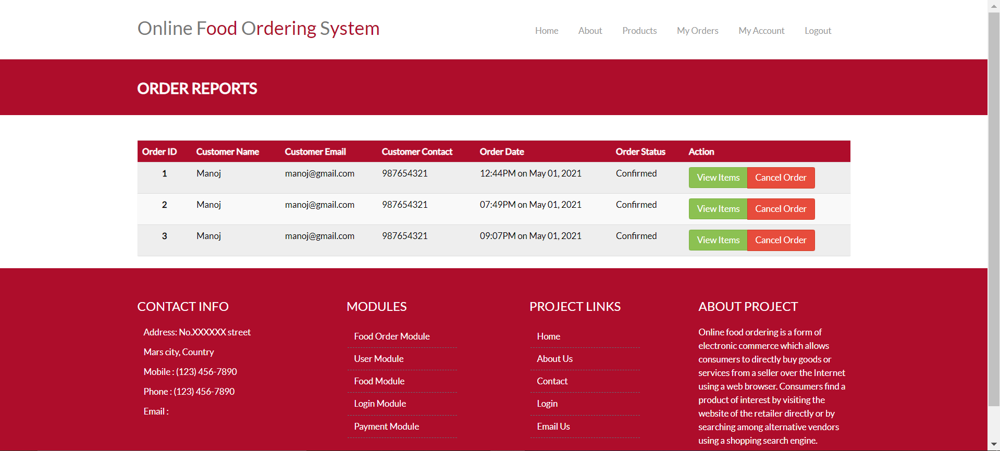 Online Food Ordering System
Home About Products My Orders My Account Logout
ORDER REPORTS
Order ID Customer Name Customer Email Customer Contact Order Date Order Status Action
1 Manoj manoj@gmail.com 987654321 12:44PM on May 01, 2021 Confirmed View Items Cancel Order
2 Manoj manoj@gmail.com 987654321 07:49PM on May 01, 2021 Confirmed View Items Cancel Order
3 Manoj manoj@gmail.com 987654321 09:07PM on May 01, 2021 Confirmed View Items Cancel Order
CONTACT INFO
Address: No.XXXXXX street
Mars city, Country
Mobile : (123) 456-7890
Phone : (123) 456-7890
Email :
MODULES
Food Order Module
User Module
Food Module
Login Module
Payment Module
PROJECT LINKS
Home
About Us
Contact
Login
Email Us
ABOUT PROJECT
Online food ordering is a form of
electronic commerce which allows
consumers to directly buy goods or
services from a seller over the Internet
using a web browser. Consumers find a
product of interest by visiting the
website of the retailer directly or by
searching among alternative vendors
using a shopping search engine.